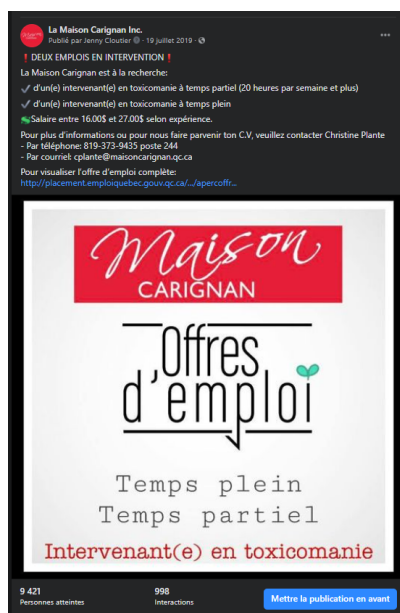 La Maison Carignan Inc.
Publié par Jenny Cloutier · 19 juillet 2019 ·
❗ DEUX EMPLOIS EN INTERVENTION ❗
La Maison Carignan est à la recherche:
✔ d'un(e) intervenant(e) en toxicomanie à temps partiel (20 heures par semaine et plus)
✔ d'un(e) intervenant(e) en toxicomanie à temps plein
Salaire entre 16.00$ et 27.00$ selon expérience.
Pour plus d'informations ou pour nous faire parvenir ton C.V, veuillez contacter Christine Plante
- Par téléphone: 819-373-9435 poste 244
- Par courriel: cplante@maisoncarignan.qc.ca
Pour visualiser l'offre d'emploi complète:
http://placement.emploiquebec.gouv.qc.ca/.../apercoffr...
Maison
CARIGNAN
Offres
d'emploi
Temps plein
Temps partiel
Intervenant(e) en toxicomanie
9 421
Personnes atteintes
998
Interactions
Mettre la publication en avant